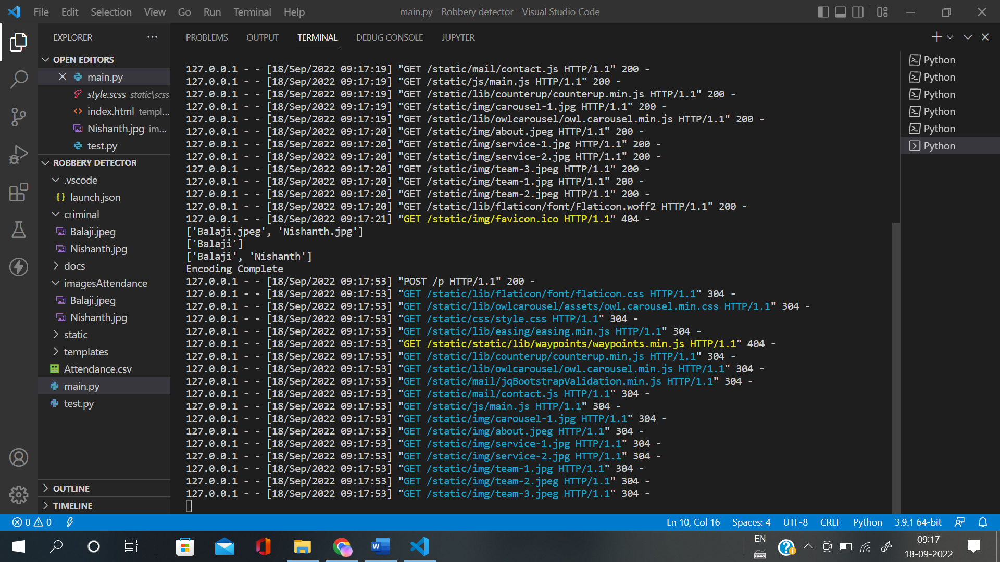 File Edit Selection View Go Run Terminal Help
main.py - Robbery detector - Visual Studio Code
EXPLORER
OPEN EDITORS
main.py
style.scss static\scss
index.html templ...
Nishanth.jpg im...
test.py
ROBBERY DETECTOR
.vscode
launch.json
criminal
Balaji.jpeg
Nishanth.jpg
docs
imagesAttendance
Balaji.jpeg
Nishanth.jpg
static
templates
Attendance.csv
main.py
test.py
OUTLINE
TIMELINE
PROBLEMS OUTPUT TERMINAL DEBUG CONSOLE JUPYTER
127.0.0.1 - - [18/Sep/2022 09:17:19] "GET /static/mail/contact.js HTTP/1.1" 200 -
127.0.0.1 - - [18/Sep/2022 09:17:19] "GET /static/js/main.js HTTP/1.1" 200 -
127.0.0.1 - - [18/Sep/2022 09:17:19] "GET /static/lib/counterup/counterup.min.js HTTP/1.1" 200 -
127.0.0.1 - - [18/Sep/2022 09:17:19] "GET /static/img/carousel-1.jpg HTTP/1.1" 200 -
127.0.0.1 - - [18/Sep/2022 09:17:19] "GET /static/lib/owlcarousel/owl.carousel.min.js HTTP/1.1" 200 -
127.0.0.1 - - [18/Sep/2022 09:17:20] "GET /static/img/about.jpeg HTTP/1.1" 200 -
127.0.0.1 - - [18/Sep/2022 09:17:20] "GET /static/img/service-1.jpg HTTP/1.1" 200 -
127.0.0.1 - - [18/Sep/2022 09:17:20] "GET /static/img/service-2.jpg HTTP/1.1" 200 -
127.0.0.1 - - [18/Sep/2022 09:17:20] "GET /static/img/team-3.jpeg HTTP/1.1" 200 -
127.0.0.1 - - [18/Sep/2022 09:17:20] "GET /static/img/team-1.jpg HTTP/1.1" 200 -
127.0.0.1 - - [18/Sep/2022 09:17:20] "GET /static/img/team-2.jpeg HTTP/1.1" 200 -
127.0.0.1 - - [18/Sep/2022 09:17:20] "GET /static/lib/flaticon/font/Flaticon.woff2 HTTP/1.1" 200 -
127.0.0.1 - - [18/Sep/2022 09:17:21] "GET /static/img/favicon.ico HTTP/1.1" 404 -
['Balaji.jpeg', 'Nishanth.jpg']
['Balaji']
['Balaji', 'Nishanth']
Encoding Complete
127.0.0.1 - - [18/Sep/2022 09:17:53] "POST /p HTTP/1.1" 200 -
127.0.0.1 - - [18/Sep/2022 09:17:53] "GET /static/lib/flaticon/font/flaticon.css HTTP/1.1" 304 -
127.0.0.1 - - [18/Sep/2022 09:17:53] "GET /static/lib/owlcarousel/assets/owl.carousel.min.css HTTP/1.1" 304 -
127.0.0.1 - - [18/Sep/2022 09:17:53] "GET /static/css/style.css HTTP/1.1" 304 -
127.0.0.1 - - [18/Sep/2022 09:17:53] "GET /static/lib/easing/easing.min.js HTTP/1.1" 304 -
127.0.0.1 - - [18/Sep/2022 09:17:53] "GET /static/static/lib/waypoints/waypoints.min.js HTTP/1.1" 404 -
127.0.0.1 - - [18/Sep/2022 09:17:53] "GET /static/lib/counterup/counterup.min.js HTTP/1.1" 304 -
127.0.0.1 - - [18/Sep/2022 09:17:53] "GET /static/lib/owlcarousel/owl.carousel.min.js HTTP/1.1" 304 -
127.0.0.1 - - [18/Sep/2022 09:17:53] "GET /static/mail/jqBootstrapValidation.min.js HTTP/1.1" 304 -
127.0.0.1 - - [18/Sep/2022 09:17:53] "GET /static/mail/contact.js HTTP/1.1" 304 -
127.0.0.1 - - [18/Sep/2022 09:17:53] "GET /static/js/main.js HTTP/1.1" 304 -
127.0.0.1 - - [18/Sep/2022 09:17:53] "GET /static/img/carousel-1.jpg HTTP/1.1" 304 -
127.0.0.1 - - [18/Sep/2022 09:17:53] "GET /static/img/about.jpeg HTTP/1.1" 304 -
127.0.0.1 - - [18/Sep/2022 09:17:53] "GET /static/img/service-1.jpg HTTP/1.1" 304 -
127.0.0.1 - - [18/Sep/2022 09:17:53] "GET /static/img/service-2.jpg HTTP/1.1" 304 -
127.0.0.1 - - [18/Sep/2022 09:17:53] "GET /static/img/team-1.jpg HTTP/1.1" 304 -
127.0.0.1 - - [18/Sep/2022 09:17:53] "GET /static/img/team-2.jpeg HTTP/1.1" 304 -
127.0.0.1 - - [18/Sep/2022 09:17:53] "GET /static/img/team-3.jpeg HTTP/1.1" 304 -
Python
Python
Python
Python
Python
Python
0 0
Ln 10, Col 16 Spaces: 4 UTF-8 CRLF Python 3.9.1 64-bit
EN
09:17
18-09-2022